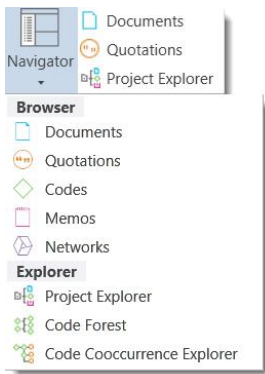 Documents
Quotations
Navigator
Project Explorer
Browser
Documents
Quotations
Codes
Memos
Networks
Explorer
Project Explorer
Code Forest
Code Cooccurrence Explorer